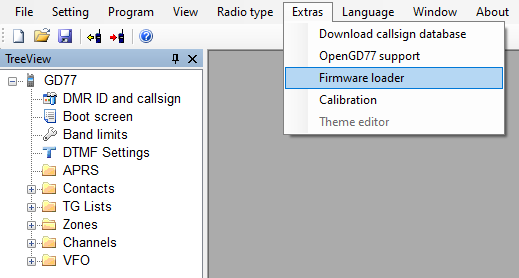 File Setting Program View Radio type Extras Language Window About
Download callsign database
OpenGD77 support
Firmware loader
Calibration
Theme editor
TreeView
GD77
DMR ID and callsign
Boot screen
Band limits
DTMF Settings
APRS
Contacts
TG Lists
Zones
Channels
VFO